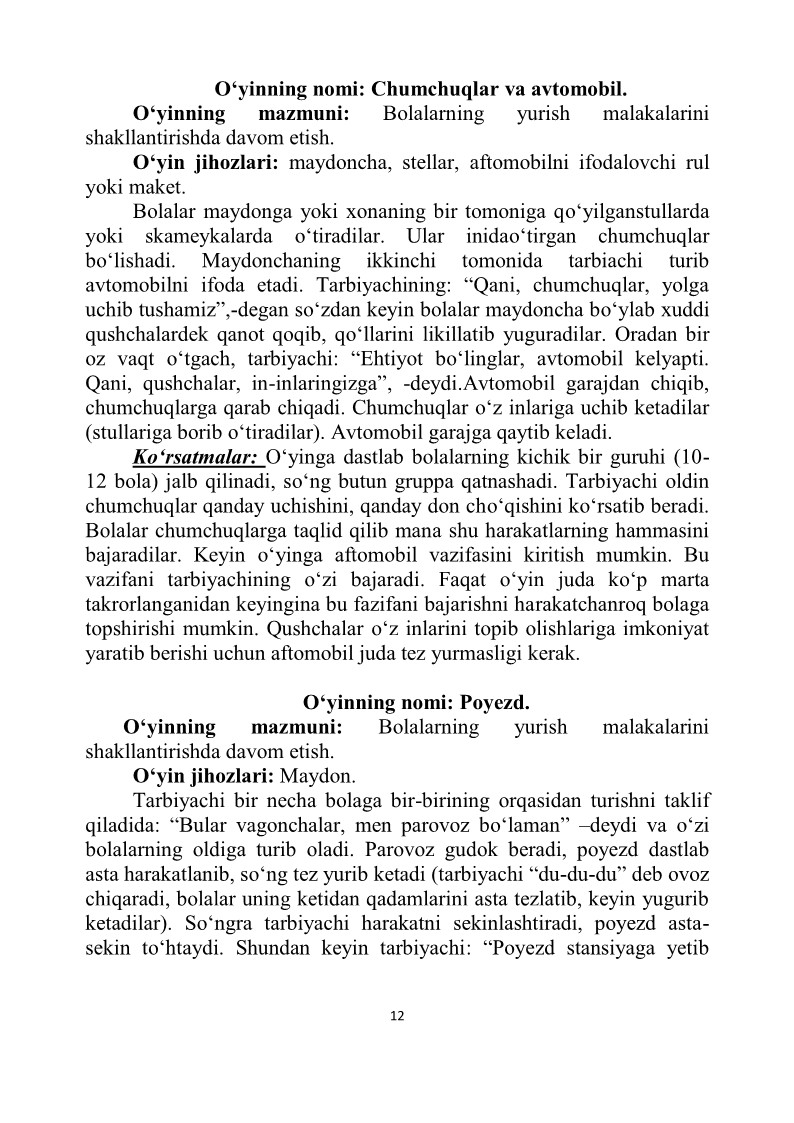 O‘yinning nomi: Chumchuqlar va avtomobil.
O‘yinning mazmuni: Bolalarning yurish malakalarini
shakllantirishda davom etish.
O‘yin jihozlari: maydoncha, stellar, aftomobilni ifodalovchi rul
yoki maket.
Bolalar maydonga yoki xonaning bir tomoniga qo‘yilganstullarda
yoki skameykalarda o‘tiradilar. Ular inidao‘tirgan chumchuqlar
bo‘lishadi. Maydonchaning ikkinchi tomonida tarbiachi turib
avtomobilni ifoda etadi. Tarbiyachining: “Qani, chumchuqlar, yolga
uchib tushamiz”,-degan so‘zdan keyin bolalar maydoncha bo‘ylab xuddi
qushchalardek qanot qoqib, qo‘llarini likillatib yuguradilar. Oradan bir
oz vaqt o‘tgach, tarbiyachi: “Ehtiyot bo‘linglar, avtomobil kelyapti.
Qani, qushchalar, in-inlaringizga”, -deydi.Avtomobil garajdan chiqib,
chumchuqlarga qarab chiqadi. Chumchuqlar o‘z inlariga uchib ketadilar
(stullariga borib o‘tiradilar). Avtomobil garajga qaytib keladi.
Ko‘rsatmalar: O‘yinga dastlab bolalarning kichik bir guruhi (10-
12 bola) jalb qilinadi, so‘ng butun gruppa qatnashadi. Tarbiyachi oldin
chumchuqlar qanday uchishini, qanday don cho‘qishini ko‘rsatib beradi.
Bolalar chumchuqlarga taqlid qilib mana shu harakatlarning hammasini
bajaradilar. Keyin o‘yinga aftomobil vazifasini kiritish mumkin. Bu
vazifani tarbiyachining o‘zi bajaradi. Faqat o‘yin juda ko‘p marta
takrorlanganidan keyingina bu fazifani bajarishni harakatchanroq bolaga
topshirishi mumkin. Qushchalar o‘z inlarini topib olishlariga imkoniyat
yaratib berishi uchun aftomobil juda tez yurmasligi kerak.
O‘yinning nomi: Poyezd.
O‘yinning mazmuni: Bolalarning yurish malakalarini
shakllantirishda davom etish.
O‘yin jihozlari: Maydon.
Tarbiyachi bir necha bolaga bir-birining orqasidan turishni taklif
qiladida: “Bular vagonchalar, men parovoz bo‘laman” –deydi va o‘zi
bolalarning oldiga turib oladi. Parovoz gudok beradi, poyezd dastlab
asta harakatlanib, so‘ng tez yurib ketadi (tarbiyachi “du-du-du” deb ovoz
chiqaradi, bolalar uning ketidan qadamlarini asta tezlatib, keyin yugurib
ketadilar). So‘ngra tarbiyachi harakatni sekinlashtiradi, poyezd asta-
sekin to‘htaydi. Shundan keyin tarbiyachi: “Poyezd stansiyaga yetib
12